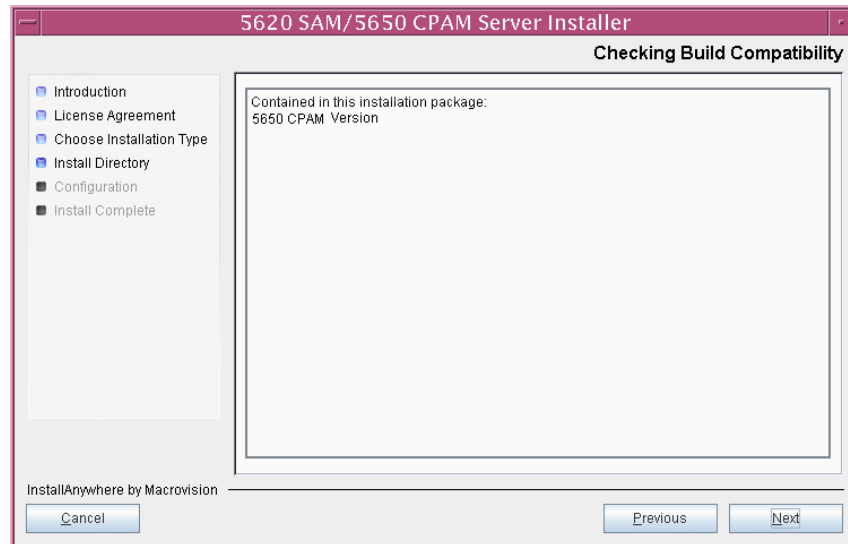 5620 SAM/5650 CPAM Server Installer
Checking Build Compatibility
Introduction
License Agreement
Choose Installation Type
Install Directory
Configuration
Install Complete
Contained in this installation package:
5650 CPAM Version
InstallAnywhere by Macrovision
Cancel
Previous
Next